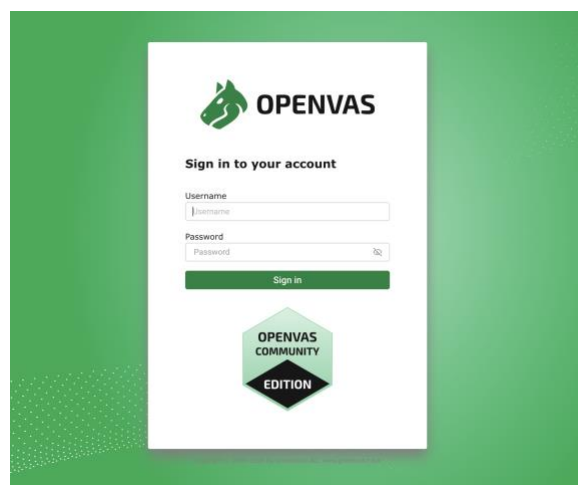 OPENVAS
Sign in to your account
Username
Username
Password
Password
Sign in
OPENVAS
COMMUNITY
EDITION